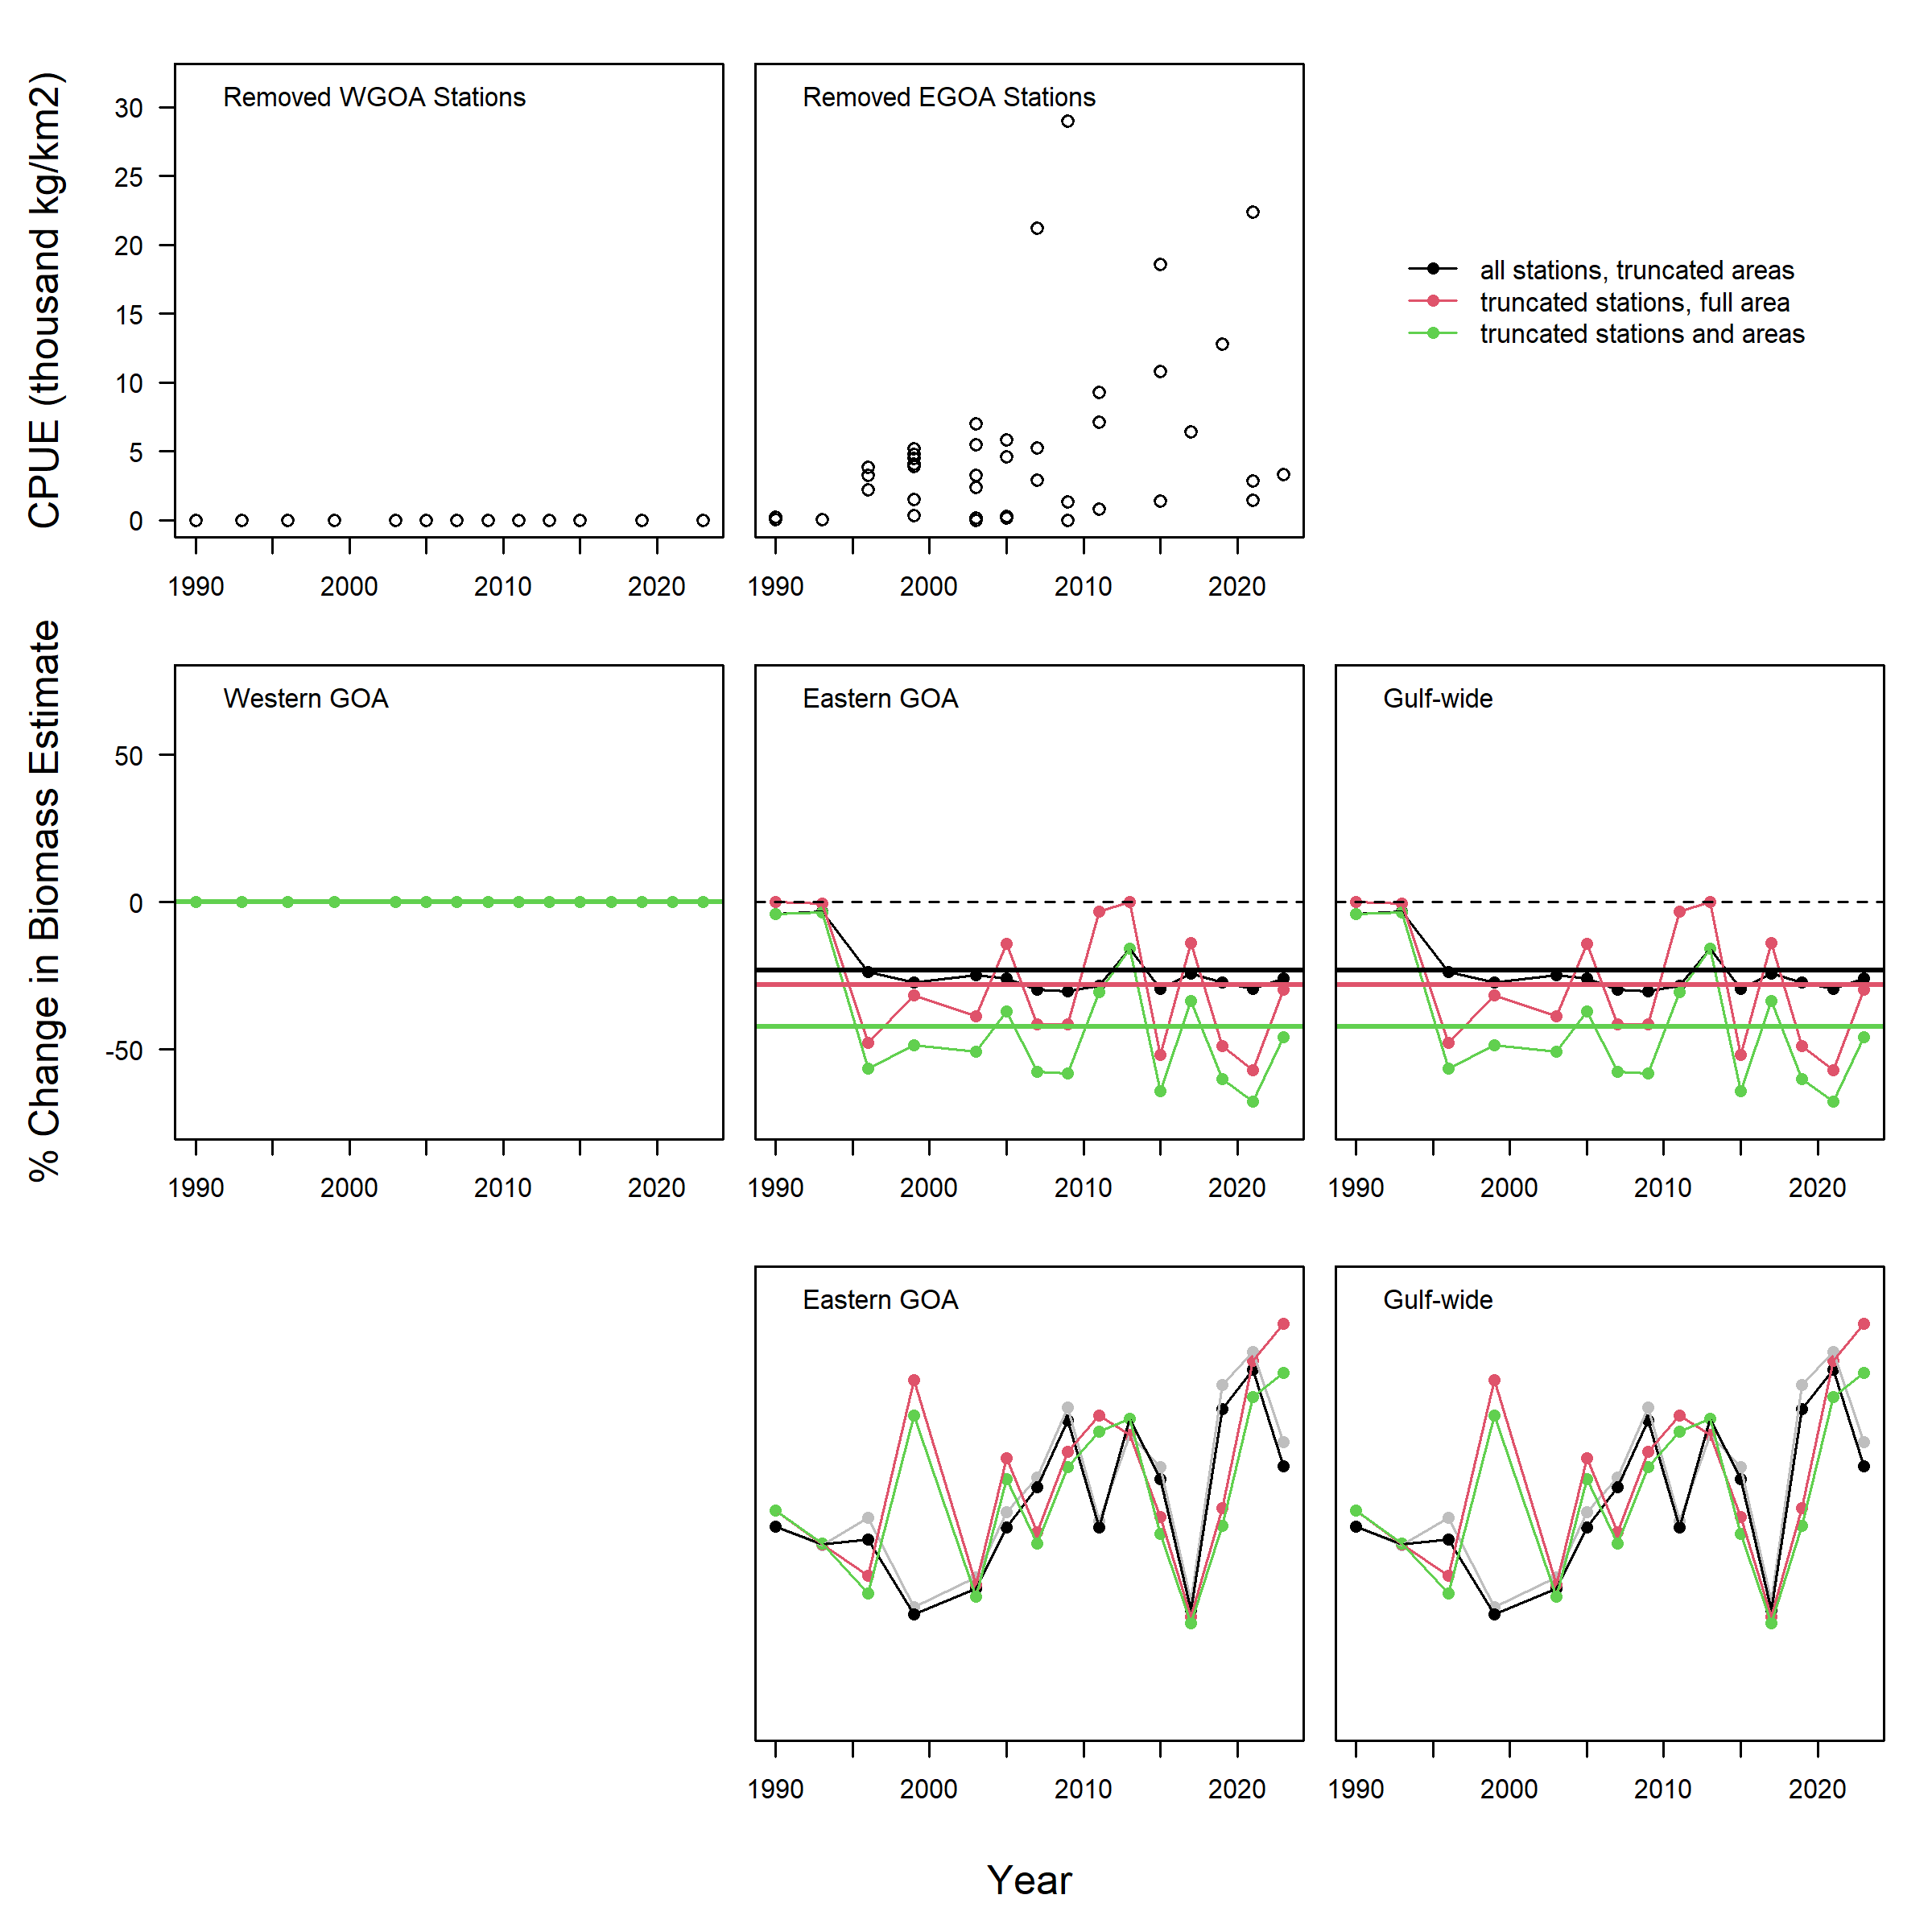 CPUE (thousand kg/km2)
Removed WGOA Stations
30
25
20
15
10
5
0
1990 2000 2010 2020
Removed EGOA Stations
1990 2000 2010 2020
all stations, truncated areas
truncated stations, full area
truncated stations and areas
% Change in Biomass Estimate
Western GOA
50
0
-50
1990 2000 2010 2020
Eastern GOA
1990 2000 2010 2020
Gulf-wide
1990 2000 2010 2020
Eastern GOA
1990 2000 2010 2020
Gulf-wide
1990 2000 2010 2020
Year